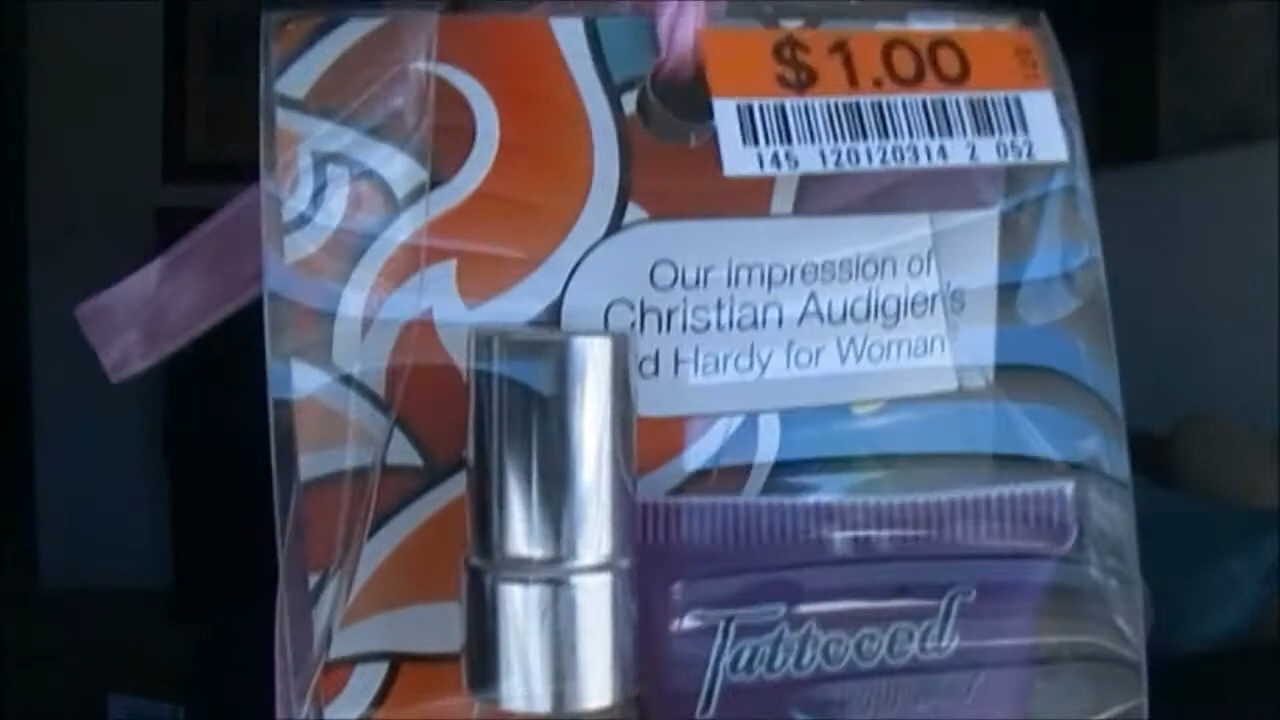 $1.00
145 120120314 2 052
Our Impression of
Christian Audigier's
d Hardy for Woman
Tattooed